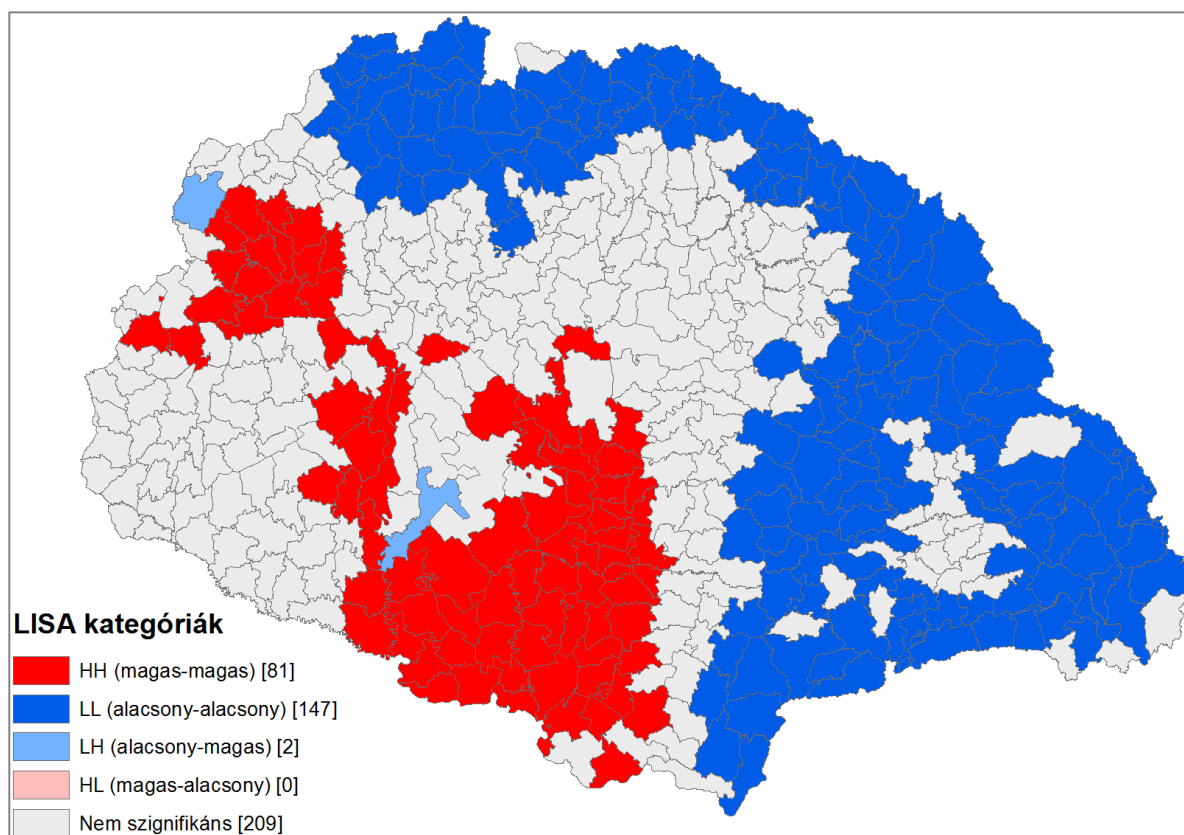 LISA kategóriák
HH (magas-magas) [81]
LL (alacsony-alacsony) [147]
LH (alacsony-magas) [2]
HL (magas-alacsony) [0]
Nem szignifikáns [209]